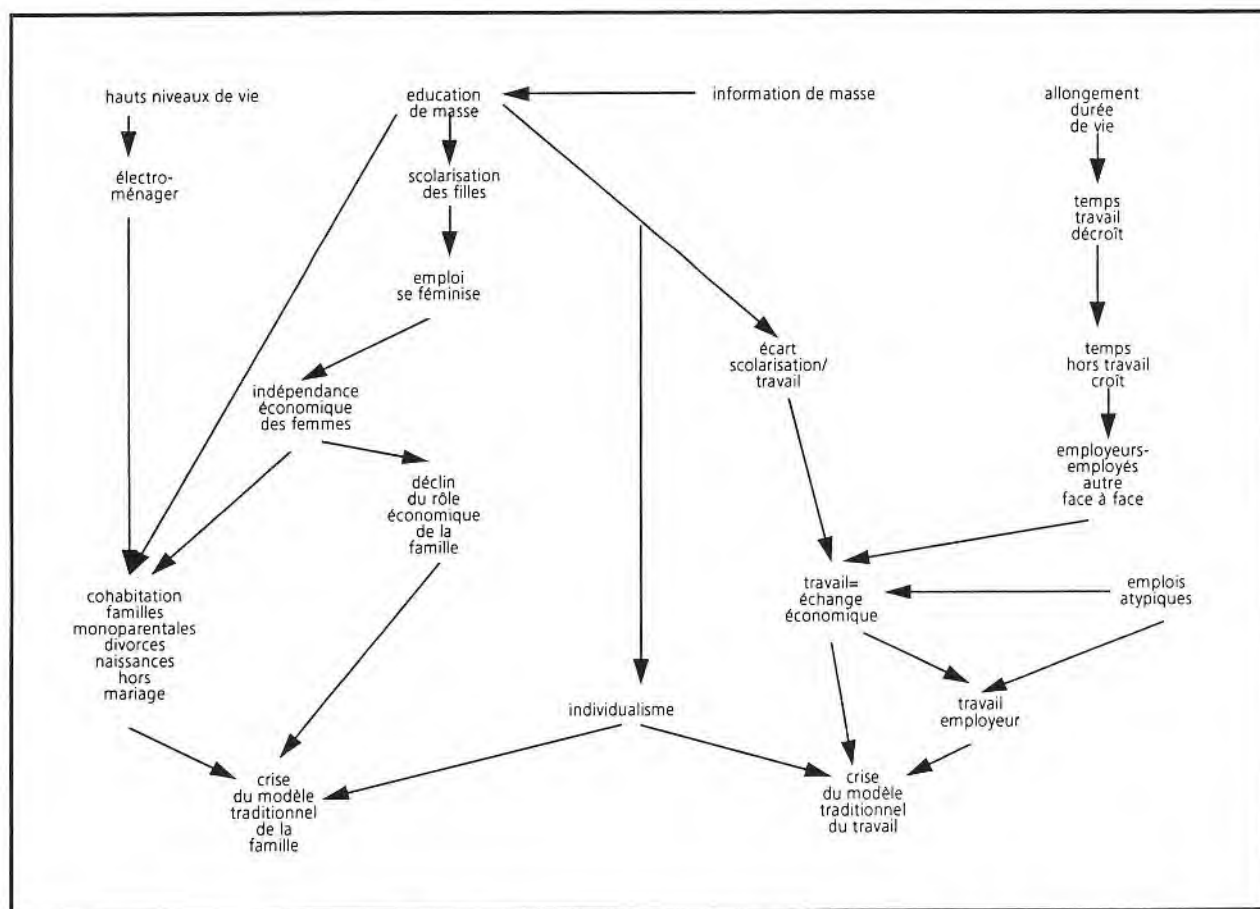 hauts niveaux de vie
education
de masse
information de masse
allongement
durée
de vie
électro-
ménager
scolarisation
des filles
temps
travail
décroît
emploi
se féminise
écart
scolarisation/
travail
temps
hors travail
croît
indépendance
économique
des femmes
employeurs-
employés
autre
face à face
déclin
du rôle
économique
de la
famille
cohabitation
familles
monoparentales
divorces
naissances
hors
mariage
travail=
échange
économique
emplois
atypiques
individualisme
travail
employeur
crise
du modèle
traditionnel
de la
famille
crise
du modèle
traditionnel
du travail